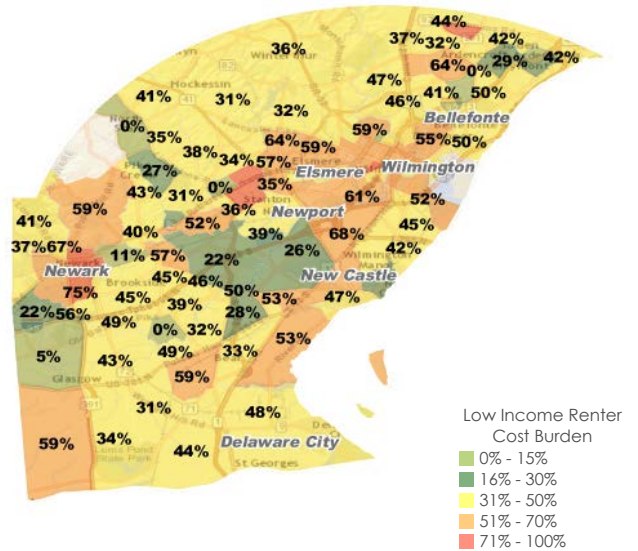 44%
37% 32% 42%
36%
64% 0% 29% 42%
47%
41% 31% 46% 41% 50%
32% Bellefonte
0% 35% 59%
64% 59% 55% 50%
38% 34% 57% Elsmere Wilmington
27%
43% 31% 0% 35%
61% 52%
59% 36% Newport
41% 52% 45%
40% 39% 68%
37% 67% 26% 42%
11% 57% 22%
Newark New Castle
45% 46%
75% 45% 50% 53% 47%
Brookside
22% 56% 39% 28%
49% 0% 32%
53%
5% 43% 49% 33%
Glasgow 59%
31% 48%
59% 34% Delaware City
44% St Georges
Hockessin
Low Income Renter
Cost Burden
0% - 15%
16% - 30%
31% - 50%
51% - 70%
71% - 100%